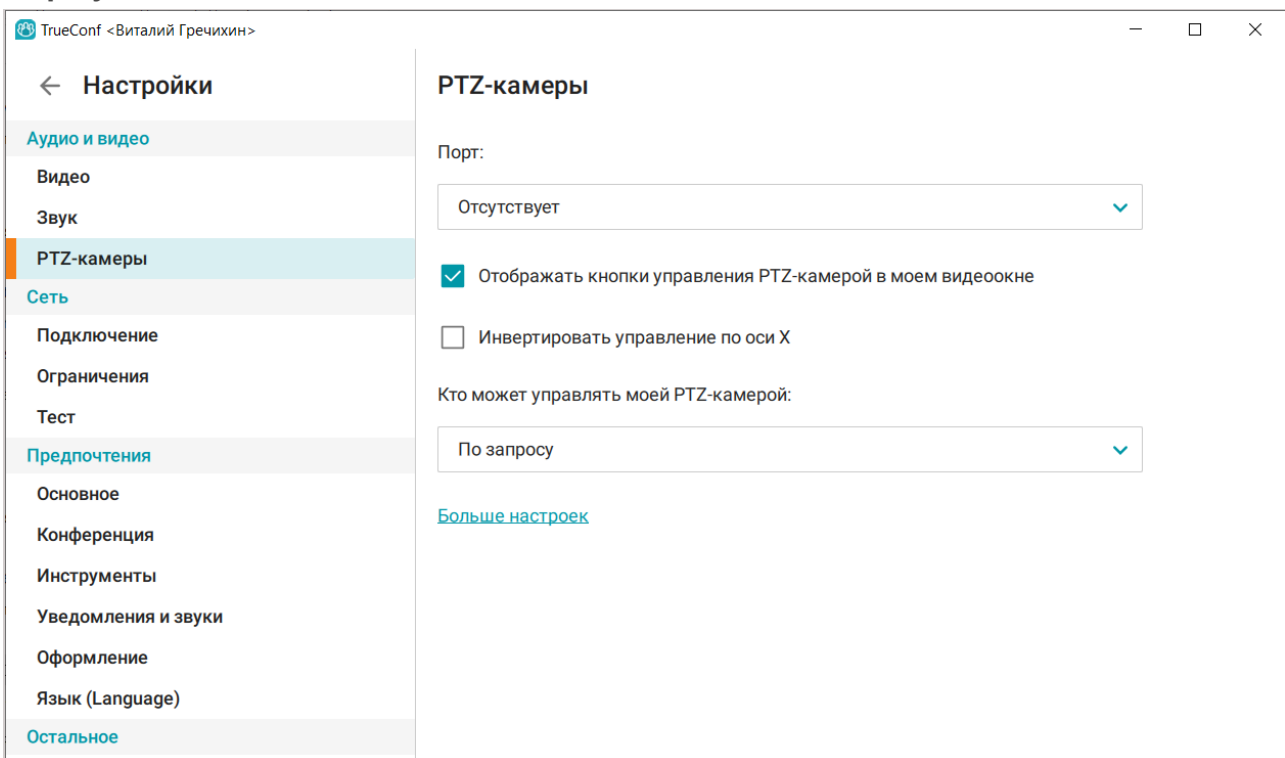 TrueConf <Виталий Гречихин>
Настройки
Аудио и видео
Видео
Звук
PTZ-камеры
Сеть
Подключение
Ограничения
Тест
Предпочтения
Основное
Конференция
Инструменты
Уведомления и звуки
Оформление
Язык (Language)
Остальное
PTZ-камеры
Порт:
Отсутствует
Отображать кнопки управления PTZ-камерой в моем видеоокне
Инвертировать управление по оси X
Кто может управлять моей PTZ-камерой:
По запросу
Больше настроек